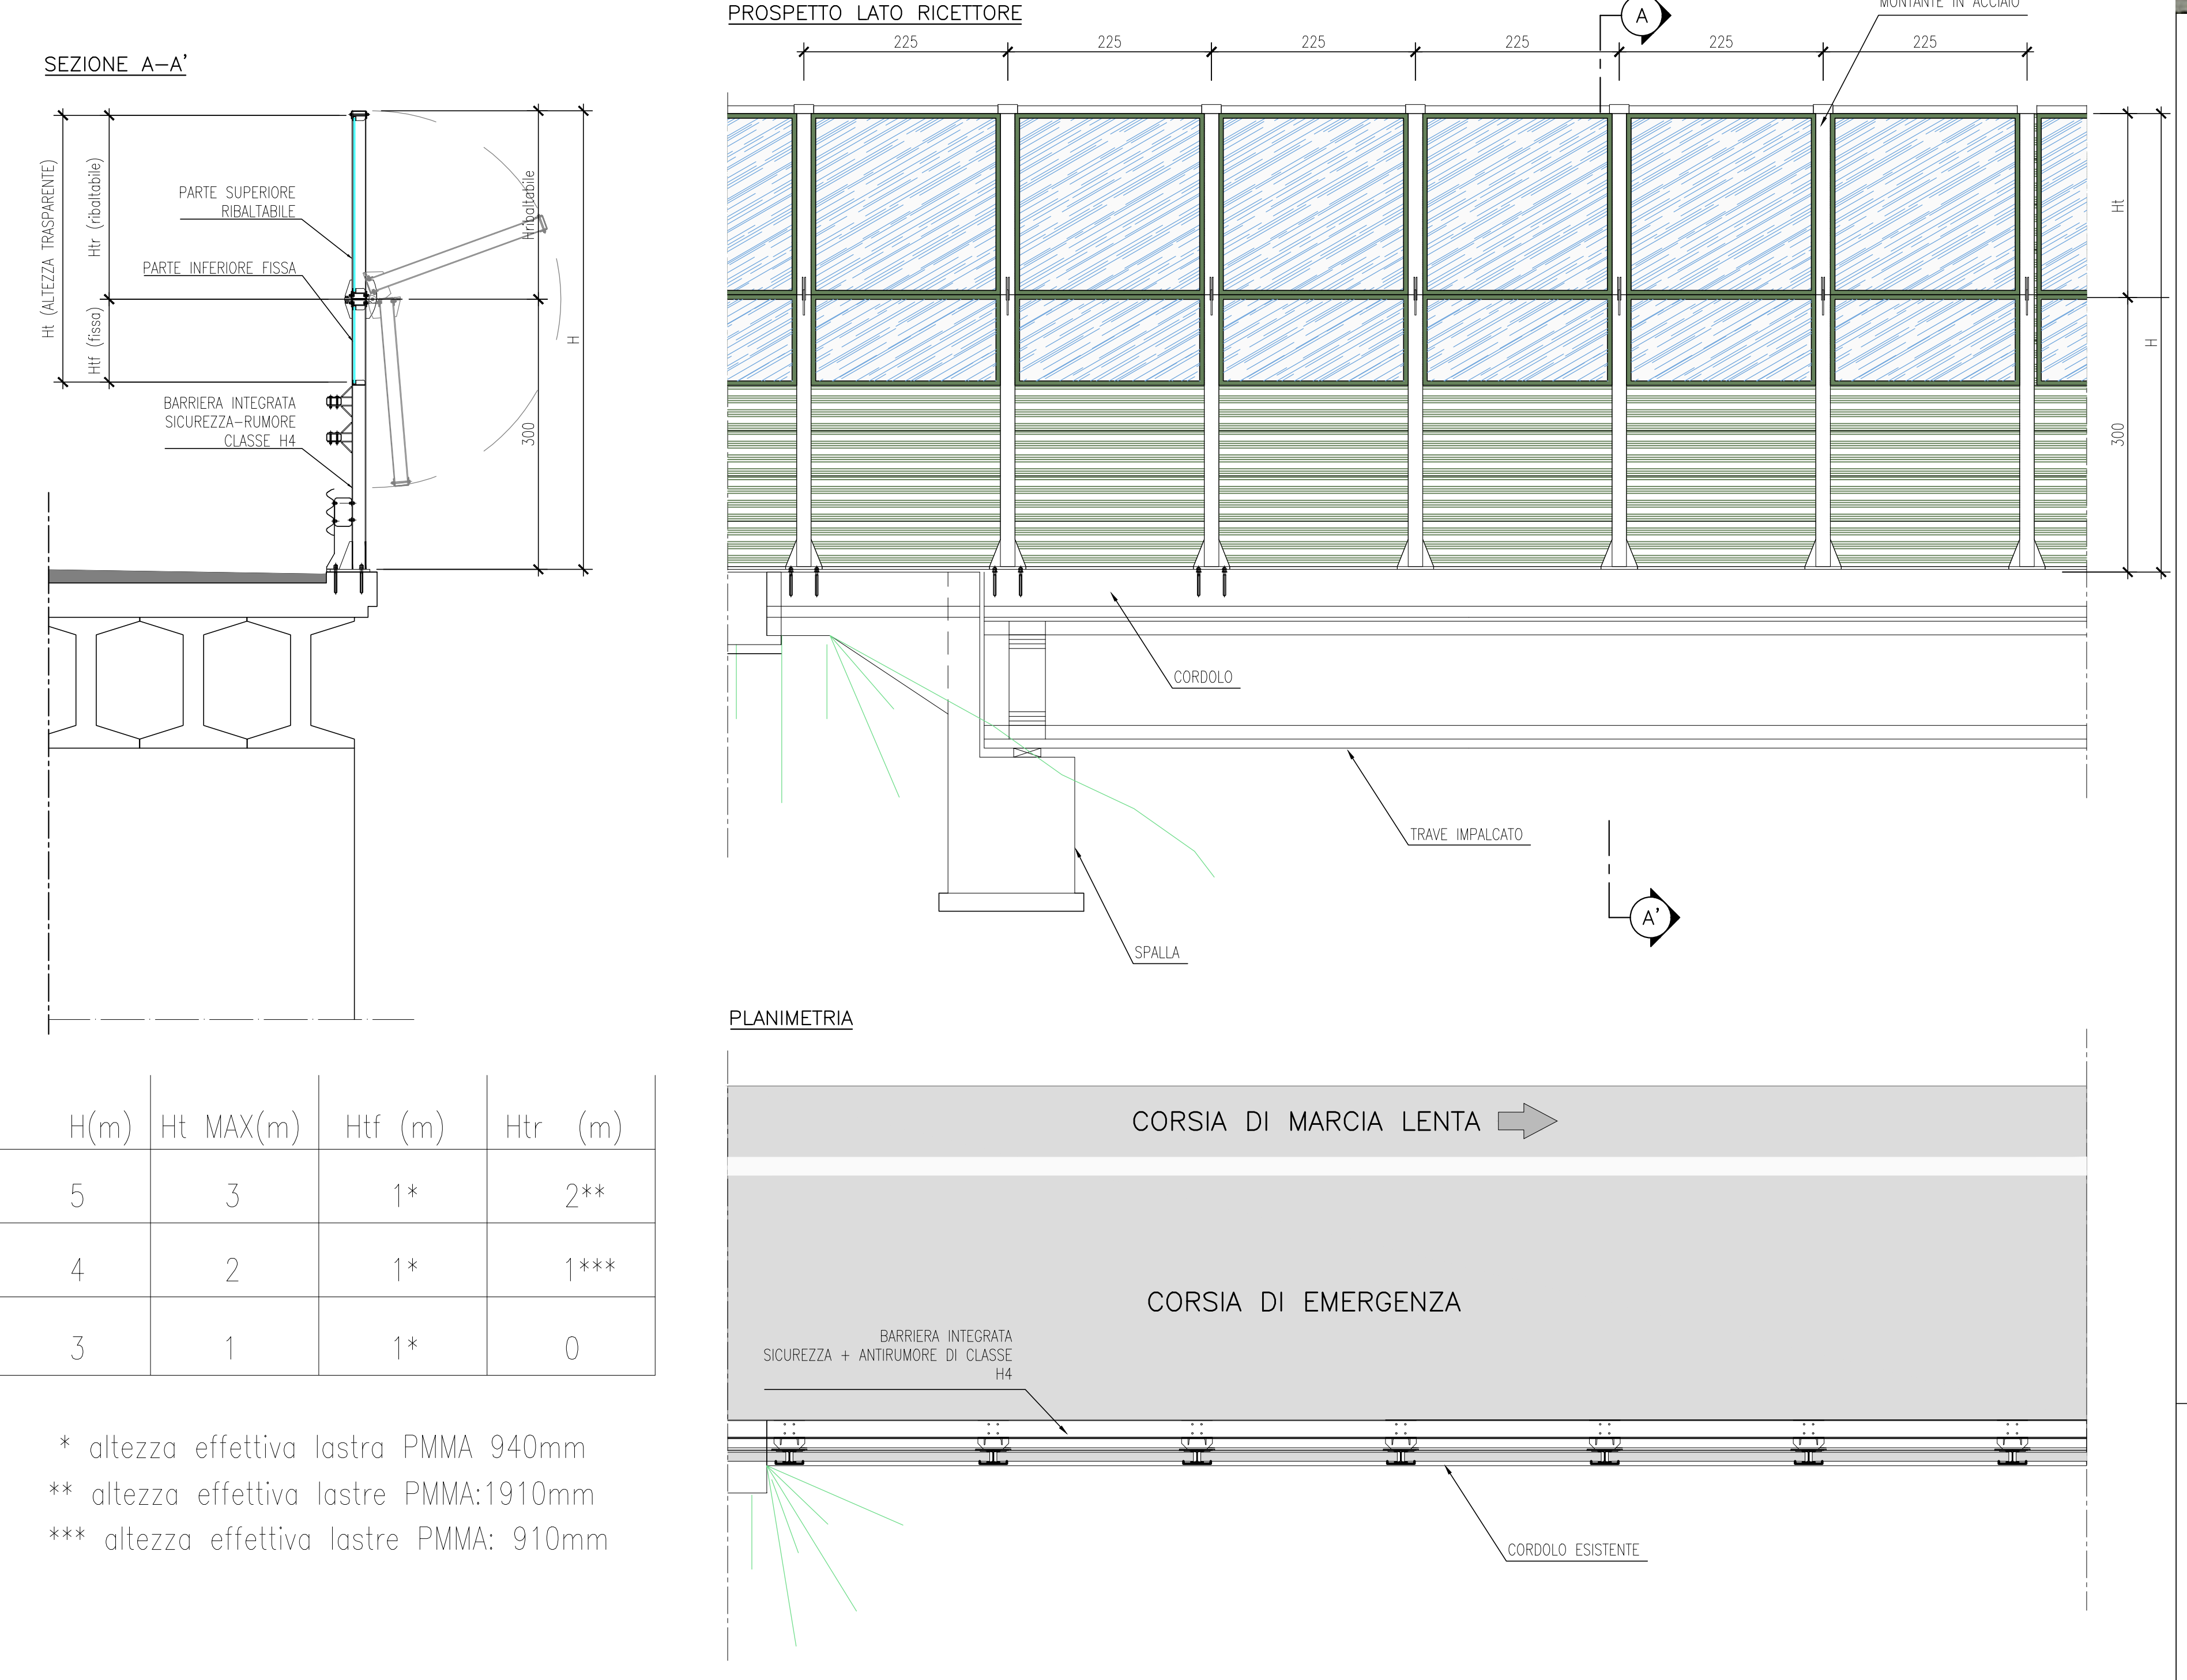 PROSPETTO LATO RICETTORE
A
MONTANTE IN ACCIAIO
225 225 225 225 225 225
SEZIONE A-A'
Ht (ALTEZZA TRASPARENTE)
Htr (ribaltabile)
Htf (fissa)
PARTE SUPERIORE
RIBALTABILE
PARTE INFERIORE FISSA
BARRIERA INTEGRATA
SICUREZZA-RUMORE
CLASSE H4
Hribaltabile
300
H
Ht
300
H
CORDOLO
TRAVE IMPALCATO
SPALLA
A'
PLANIMETRIA
CORSIA DI MARCIA LENTA
CORSIA DI EMERGENZA
BARRIERA INTEGRATA
SICUREZZA + ANTIRUMORE DI CLASSE
H4
CORDOLO ESISTENTE
H(m) Ht MAX(m) Htf (m) Htr (m)
5 3 1* 2**
4 2 1* 1***
3 1 1* 0
* altezza effettiva lastra PMMA 940mm
** altezza effettiva lastre PMMA:1910mm
*** altezza effettiva lastre PMMA: 910mm